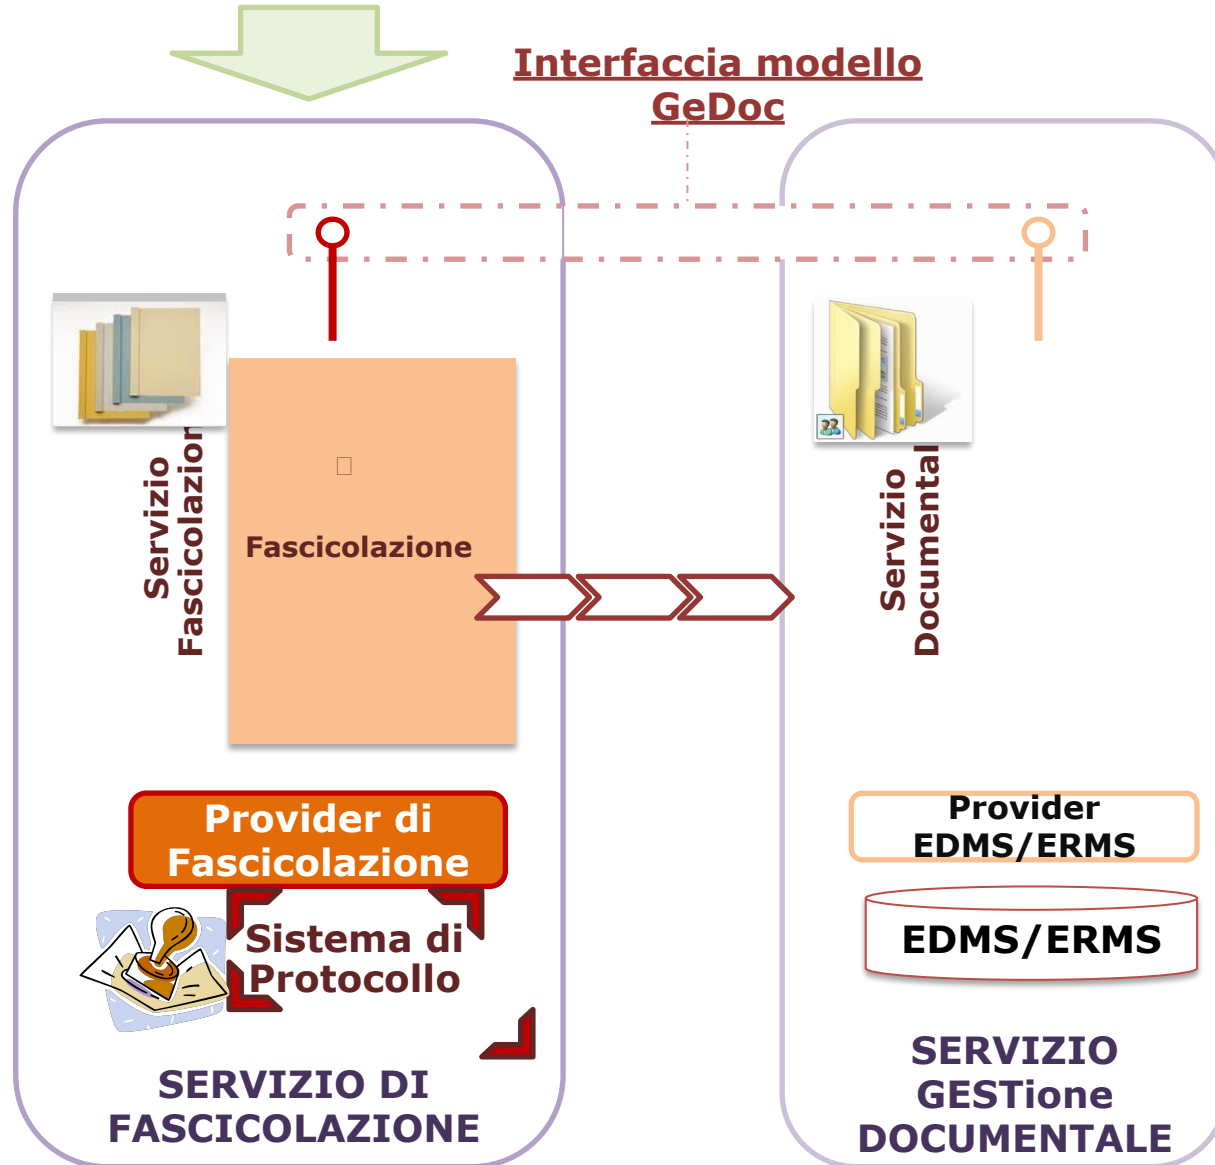 Interfaccia modello
GeDoc
Servizio
Fascicolazion
Fascicolazione
Servizio
Documental
Provider di
Fascicolazione
Provider
EDMS/ERMS
Sistema di
Protocollo
EDMS/ERMS
SERVIZIO DI
FASCICOLAZIONE
SERVIZIO
GESTione
DOCUMENTALE